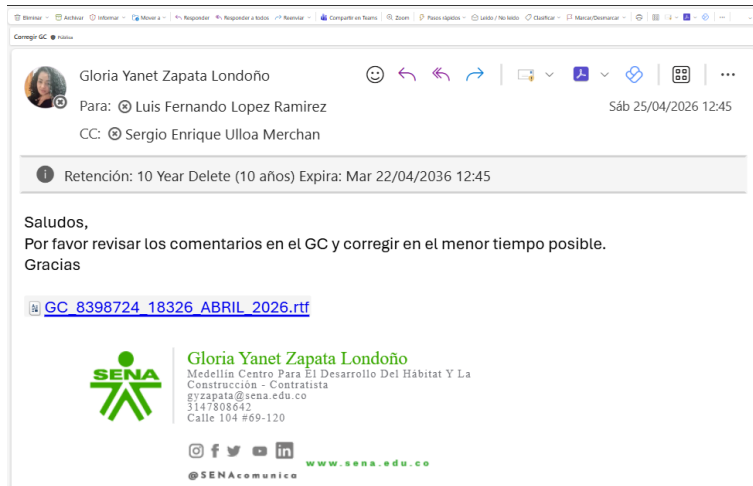 Eliminar Archivar Informar Mover a Responder Responder a todos Reenviar Compartir en Teams Zoom Pasos rápidos Leído / No leído Clasificar Marcar/Desmarcar
Corregir GC Pública
Gloria Yanet Zapata Londoño
Para: Luis Fernando Lopez Ramirez
Sáb 25/04/2026 12:45
CC: Sergio Enrique Ulloa Merchan
Retención: 10 Year Delete (10 años) Expira: Mar 22/04/2036 12:45
Saludos,
Por favor revisar los comentarios en el GC y corregir en el menor tiempo posible.
Gracias
GC_8398724_18326_ABRIL_2026.rtf
SENA
Gloria Yanet Zapata Londoño
Medellín Centro Para El Desarrollo Del Hábitat Y La
Construcción - Contratista
gyzapata@sena.edu.co
3147808642
Calle 104 #69-120
www.sena.edu.co
@SENAcomunica